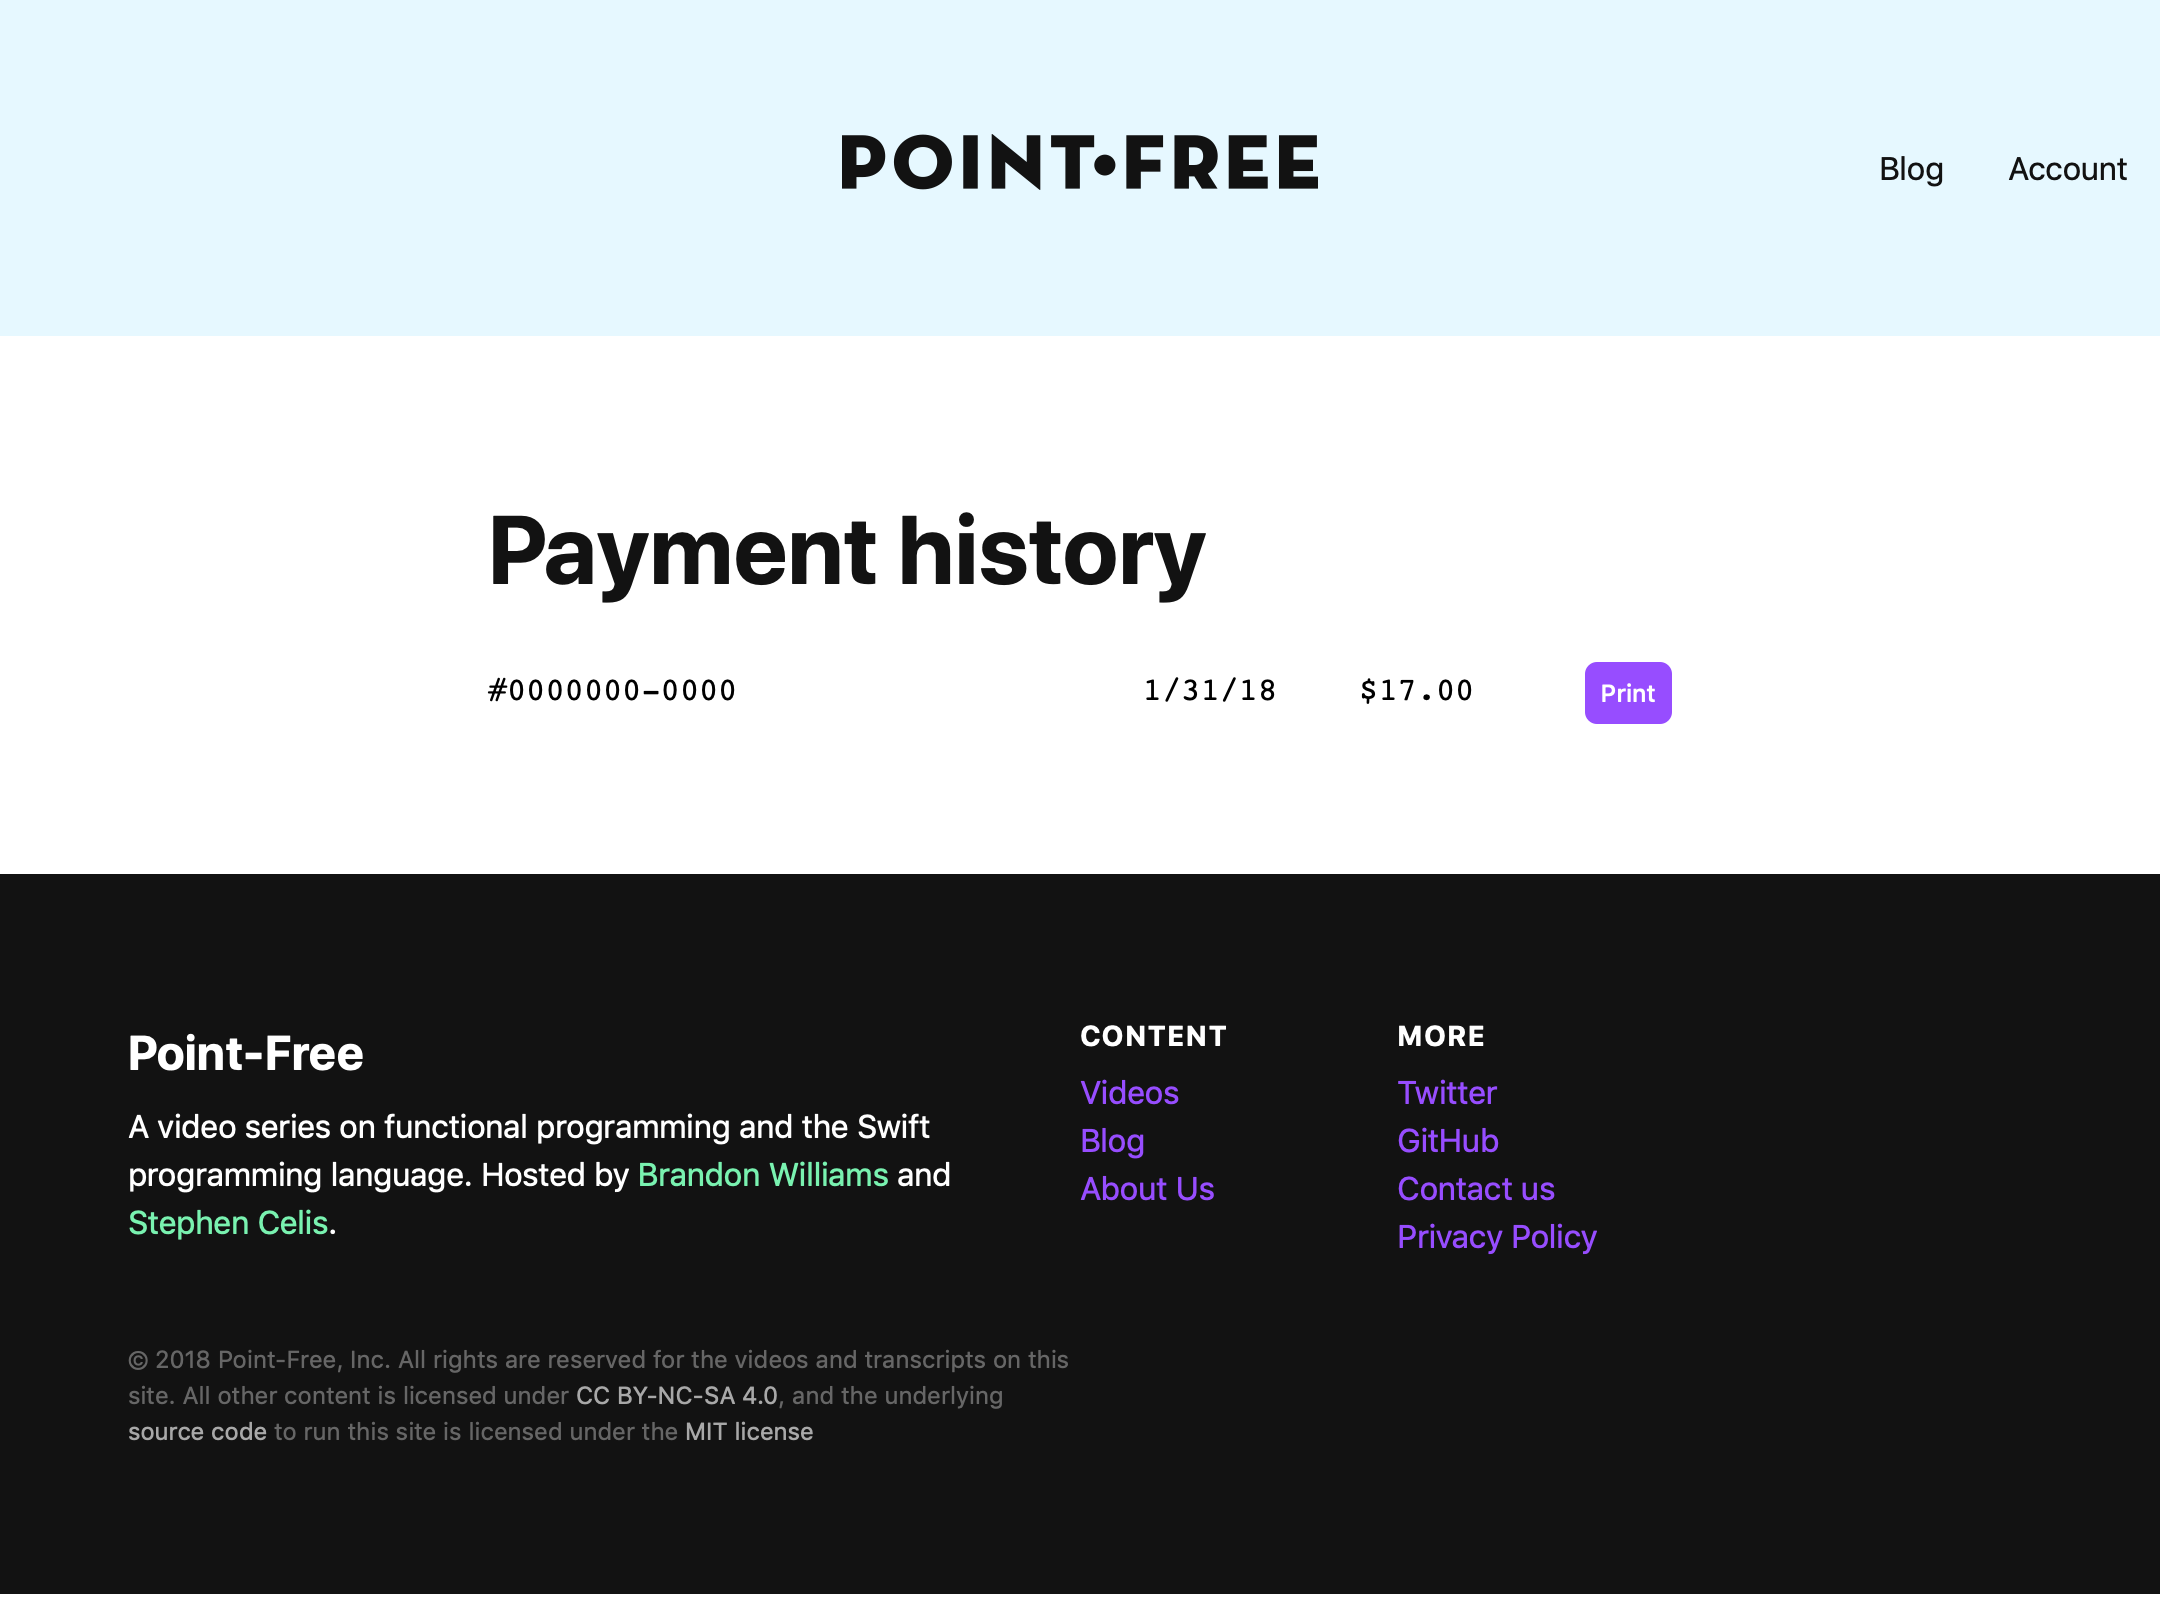 POINT•FREE
Blog Account
Payment history
#0000000-0000 1/31/18 $17.00 Print
Point-Free
A video series on functional programming and the Swift
programming language. Hosted by Brandon Williams and
Stephen Celis.
CONTENT
Videos
Blog
About Us
MORE
Twitter
GitHub
Contact us
Privacy Policy
© 2018 Point-Free, Inc. All rights are reserved for the videos and transcripts on this
site. All other content is licensed under CC BY-NC-SA 4.0, and the underlying
source code to run this site is licensed under the MIT license